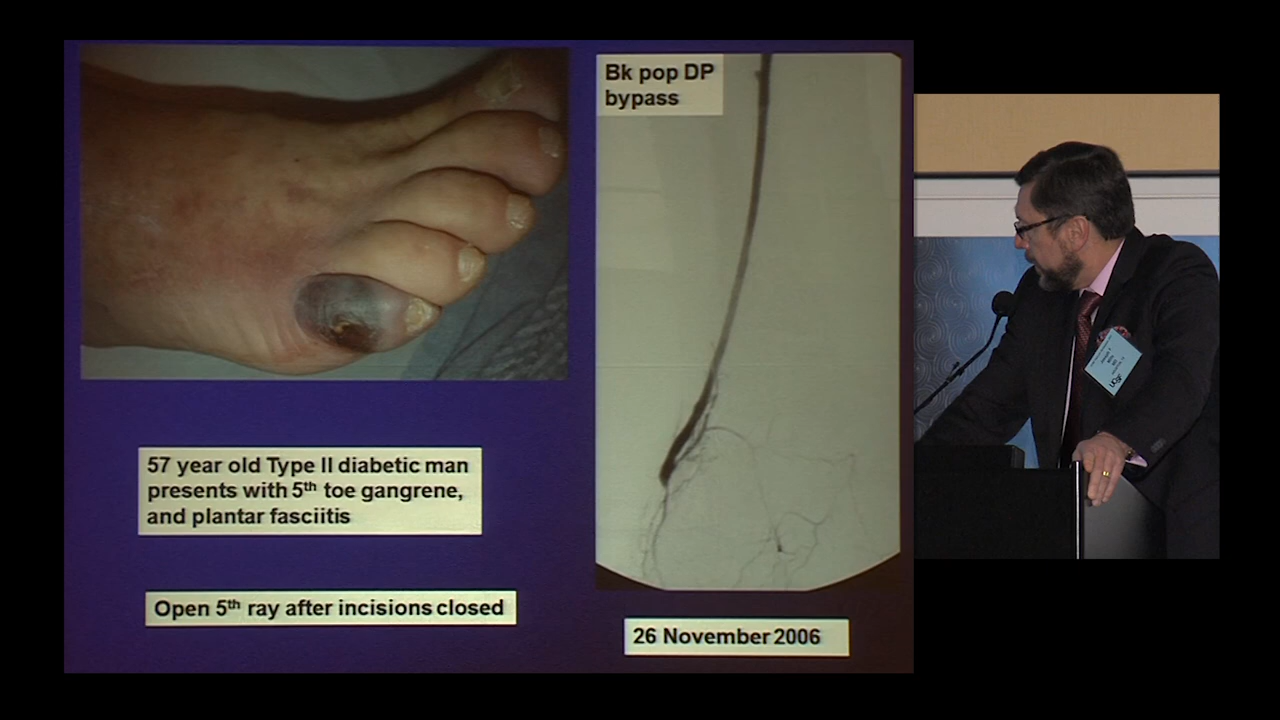 Bk pop DP
bypass
57 year old Type II diabetic man
presents with 5th toe gangrene,
and plantar fasciitis
Open 5th ray after incisions closed
26 November 2006